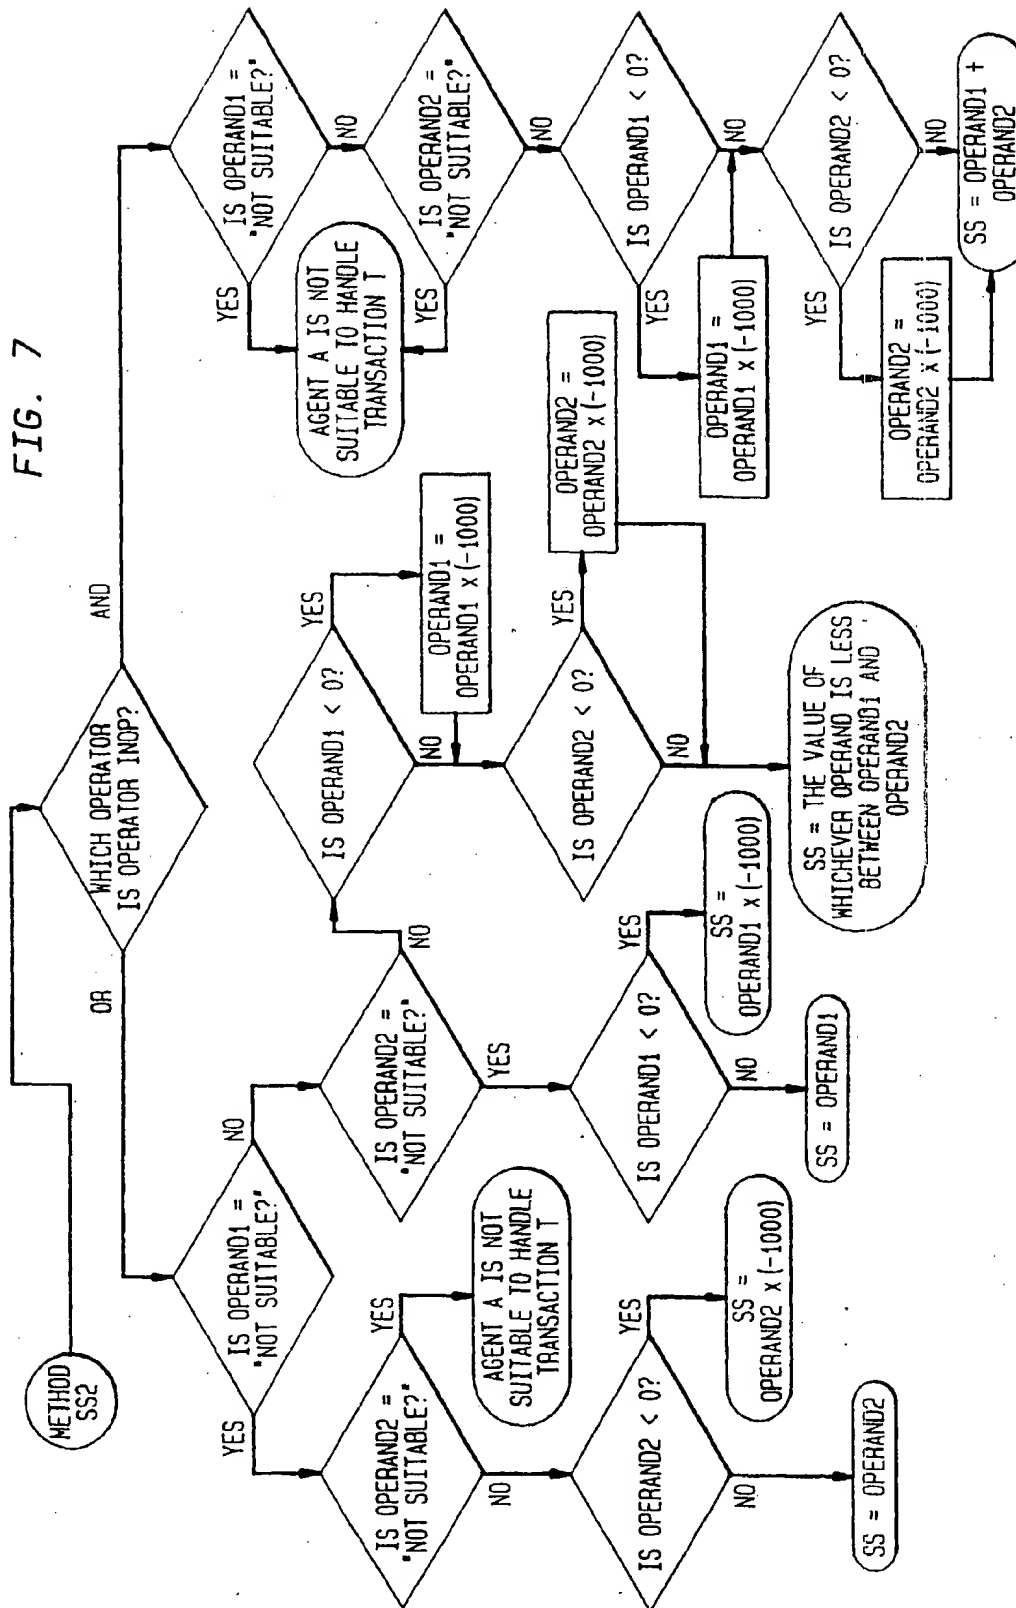 FIG. 7
METHOD
SS2
WHICH OPERATOR
IS OPERATOR INOP?
OR
AND
IS OPERAND1 =
"NOT SUITABLE?"
YES
NO
IS OPERAND2 =
"NOT SUITABLE?"
YES
NO
AGENT A IS NOT
SUITABLE TO HANDLE
TRANSACTION T
IS OPERAND2 < 0?
YES
NO
SS =
OPERAND2 x (-1000)
SS = OPERAND2
IS OPERAND2 =
"NOT SUITABLE?"
NO
YES
IS OPERAND1 < 0?
YES
NO
SS =
OPERAND1 x (-1000)
SS = OPERAND1
IS OPERAND1 < 0?
YES
NO
OPERAND1 =
OPERAND1 x (-1000)
IS OPERAND2 < 0?
YES
NO
OPERAND2 =
OPERAND2 x (-1000)
SS = THE VALUE OF
WHICHEVER OPERAND IS LESS
BETWEEN OPERAND1 AND
OPERAND2
IS OPERAND1 =
"NOT SUITABLE?"
YES
NO
AGENT A IS NOT
SUITABLE TO HANDLE
TRANSACTION T
IS OPERAND2 =
"NOT SUITABLE?"
YES
NO
IS OPERAND1 < 0?
YES
NO
OPERAND1 =
OPERAND1 x (-1000)
IS OPERAND2 < 0?
YES
NO
OPERAND2 =
OPERAND2 x (-1000)
SS = OPERAND1 +
OPERAND2